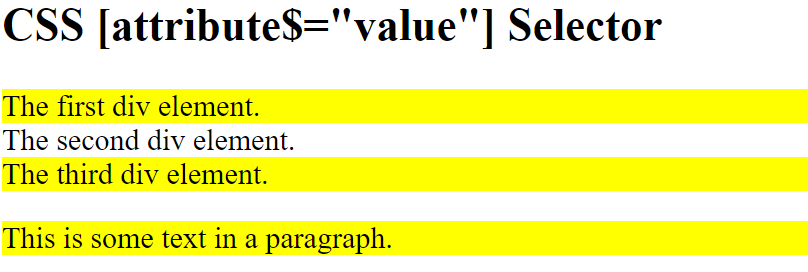 CSS [attribute$="value"] Selector
The first div element.
The second div element.
The third div element.
This is some text in a paragraph.